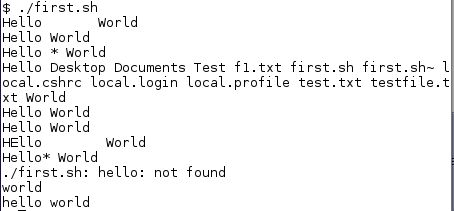 $ ./first.sh
Hello       World
Hello World
Hello * World
Hello Desktop Documents Test f1.txt first.sh first.sh~ l
ocal.cshrc local.login local.profile test.txt testfile.t
xt World
Hello World
Hello World
HEllo        World
Hello* World
./first.sh: hello: not found
world
hello world